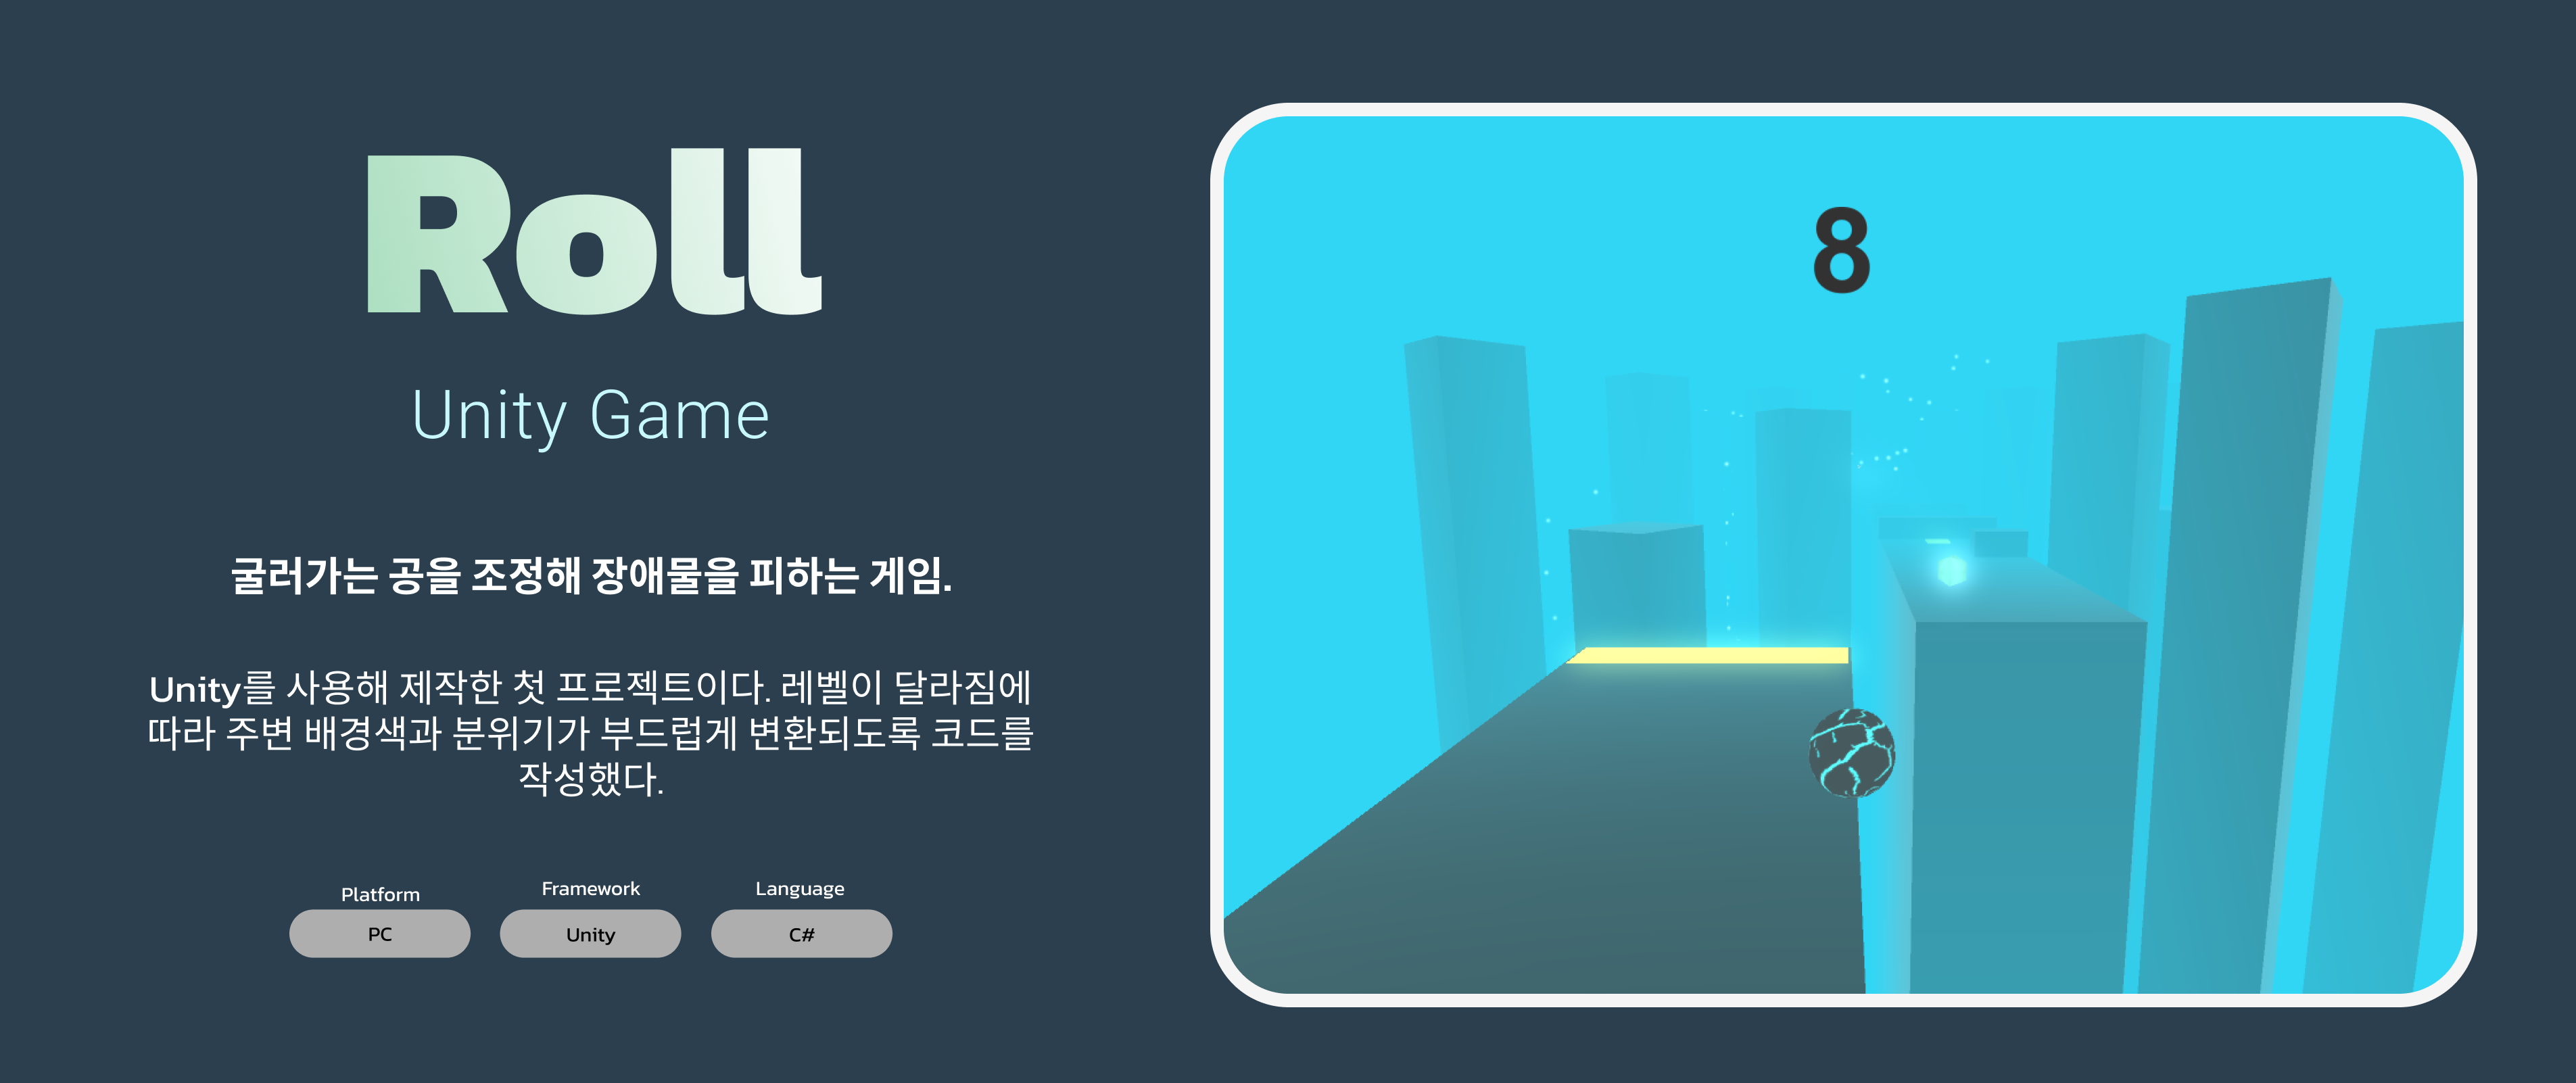 Roll
Unity Game
굴러가는 공을 조정해 장애물을 피하는 게임.
Unity를 사용해 제작한 첫 프로젝트이다. 레벨이 달라짐에
따라 주변 배경색과 분위기가 부드럽게 변환되도록 코드를
작성했다.
Platform
Framework
Language
PC
Unity
C#
8